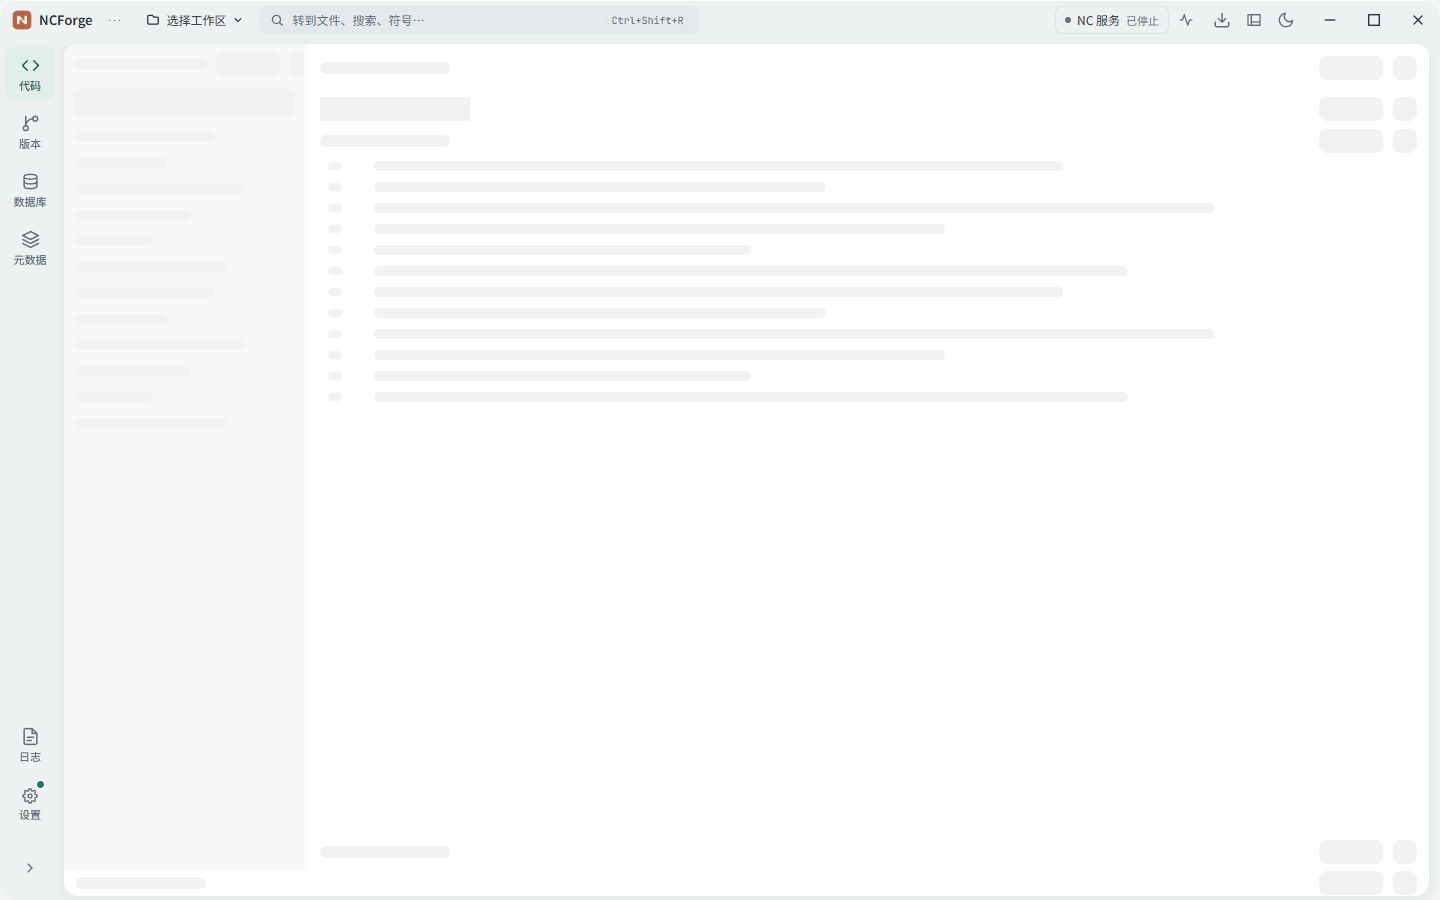 NCForge
···
选择工作区
转到文件、搜索、符号···
Ctrl+Shift+R
NC 服务 已停止
代码
版本
数据库
元数据
日志
设置